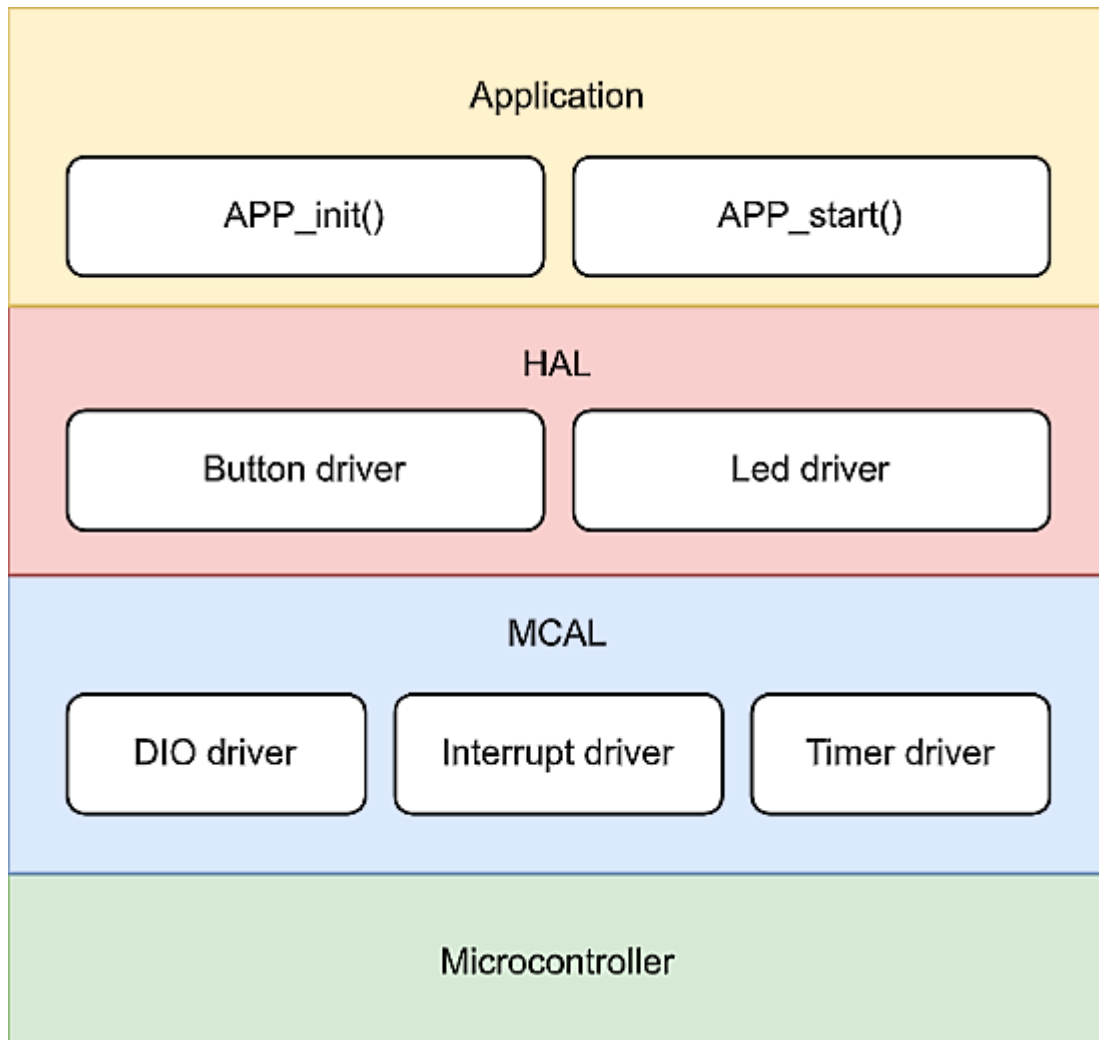 Application
APP_init()
APP_start()
HAL
Button driver
Led driver
MCAL
DIO driver
Interrupt driver
Timer driver
Microcontroller